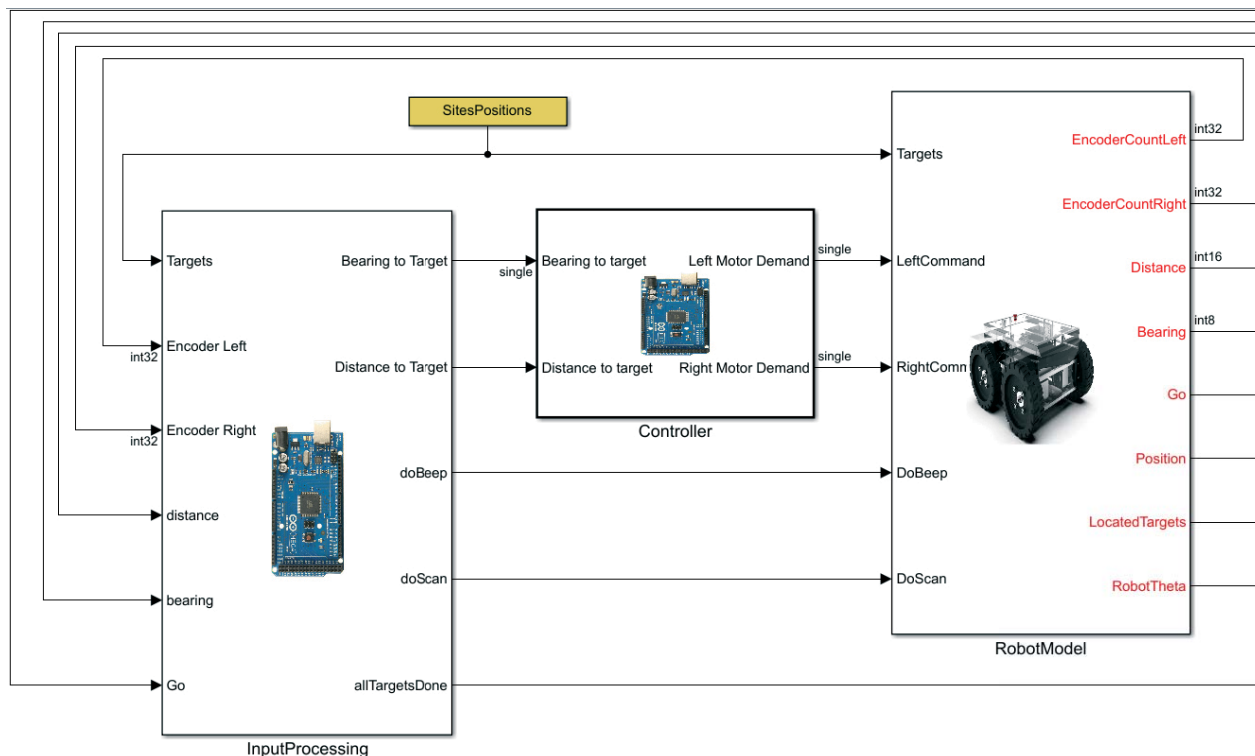 SitesPositions
Targets
Encoder Left
int32
Encoder Right
int32
distance
bearing
Go
Bearing to Target
Distance to Target
doBeep
doScan
allTargetsDone
InputProcessing
single
Bearing to target
Distance to target
Left Motor Demand
Right Motor Demand
Controller
single
single
Targets
LeftCommand
RightComm
DoBeep
DoScan
EncoderCountLeft
int32
EncoderCountRight
int32
Distance
int16
Bearing
int8
Go
Position
LocatedTargets
RobotTheta
RobotModel